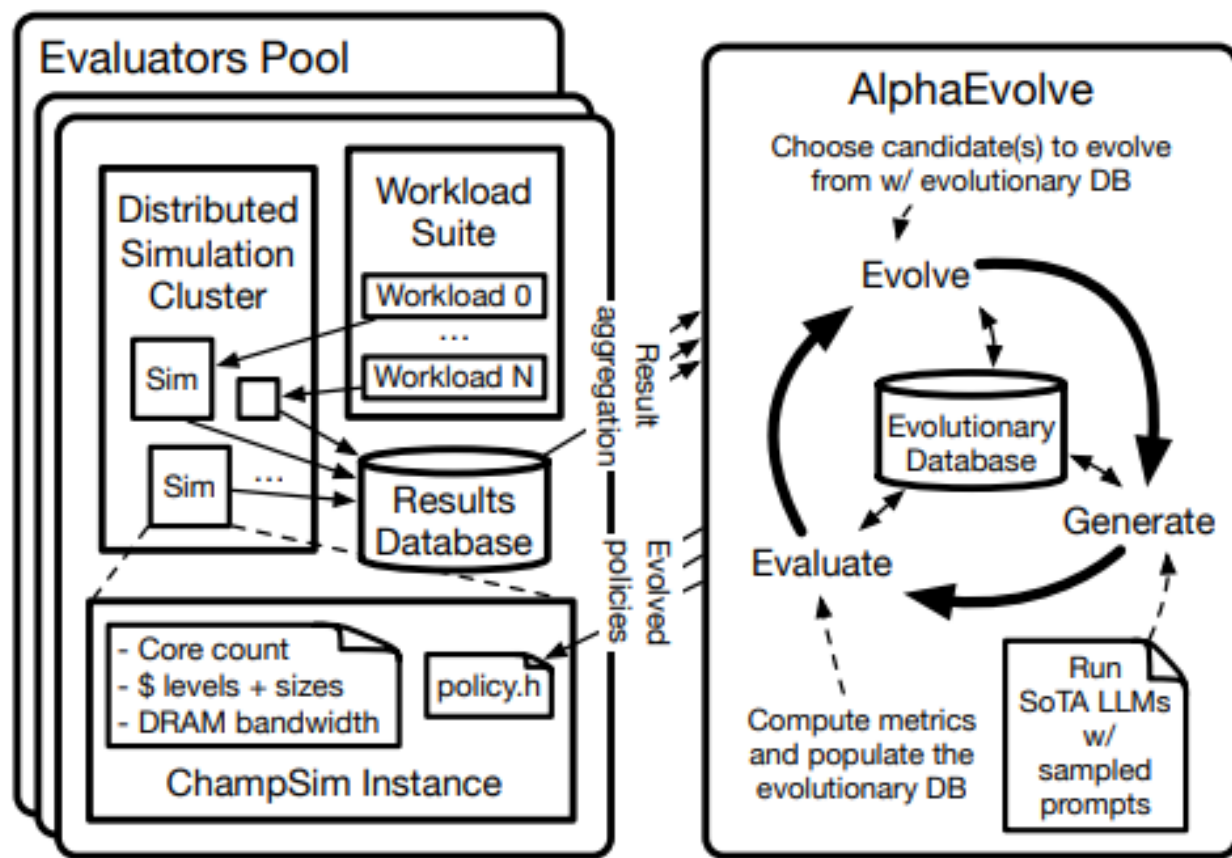 Evaluators Pool
Distributed
Simulation
Cluster
Sim
Sim
...
Workload
Suite
Workload 0
...
Workload N
Results
Database
- Core count
- $ levels + sizes
- DRAM bandwidth
policy.h
ChampSim Instance
Result
aggregation
Evolved
policies
AlphaEvolve
Choose candidate(s) to evolve
from w/ evolutionary DB
Evolve
Evolutionary
Database
Generate
Evaluate
Compute metrics
and populate the
evolutionary DB
Run
SoTA LLMs
w/
sampled
prompts